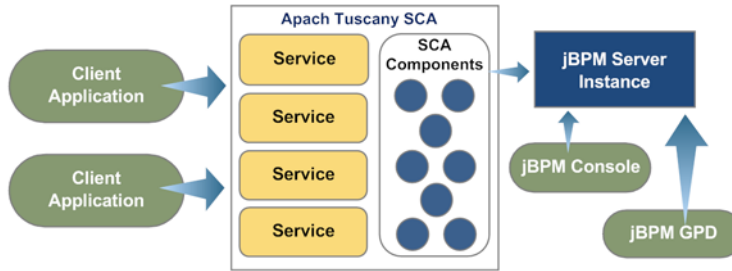 Apach Tuscany SCA
Client
Application
Client
Application
Service
Service
Service
Service
SCA
Components
jBPM Server
Instance
jBPM Console
jBPM GPD